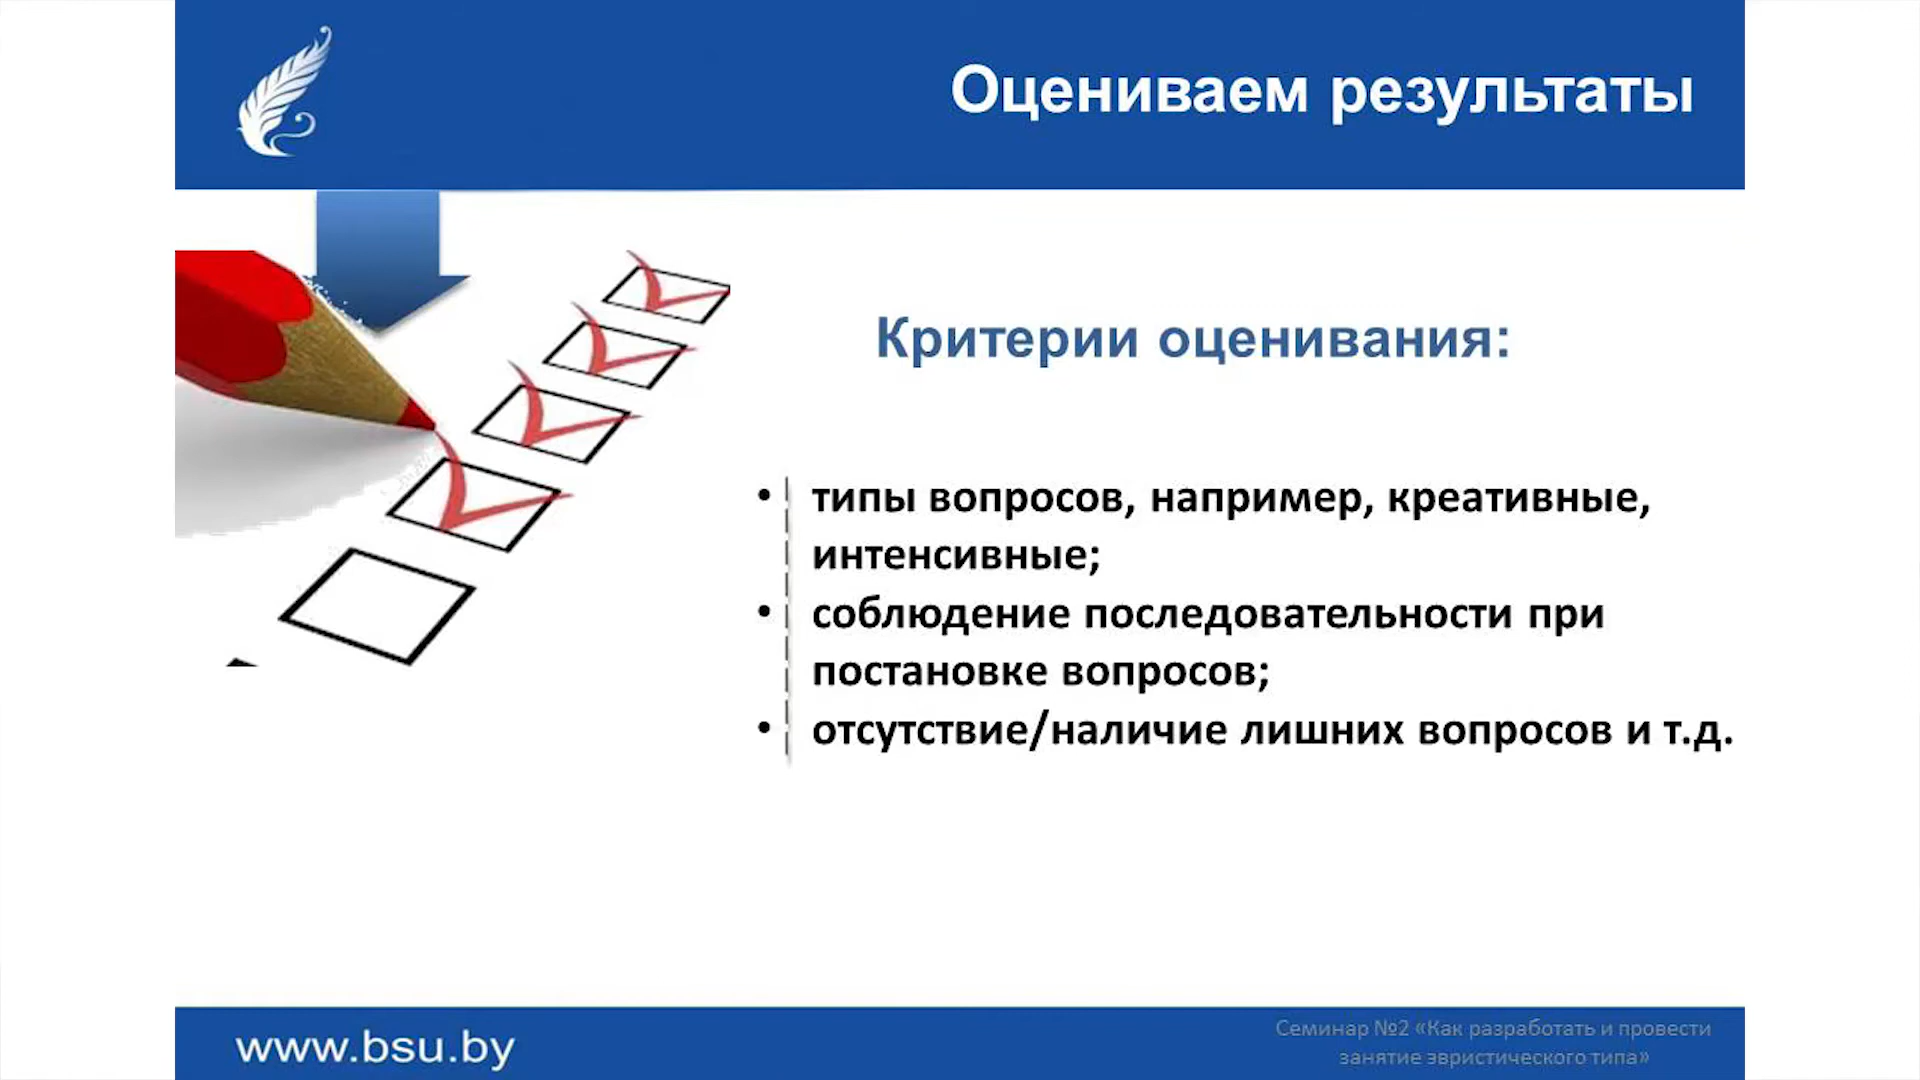 Оцениваем результаты
Критерии оценивания:
• типы вопросов, например, креативные,
интенсивные;
• соблюдение последовательности при
постановке вопросов;
• отсутствие/наличие лишних вопросов и т.д.
www.bsu.by
Семинар №2 «Как разработать и провести
занятие эвристического типа»